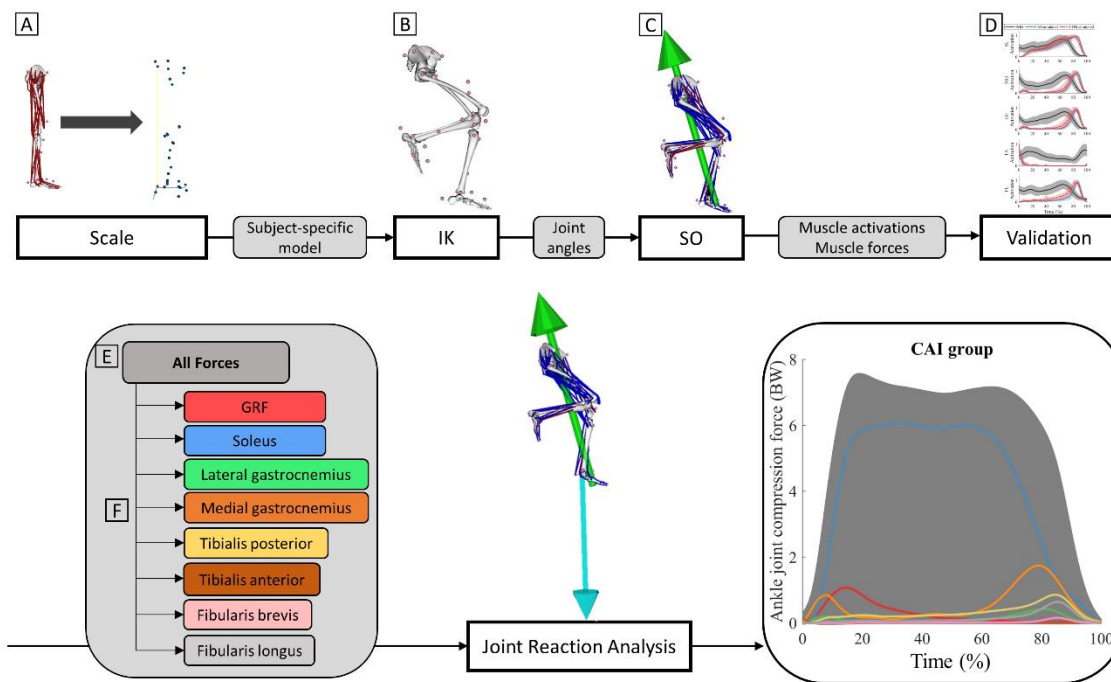 A
B
C
D
Time (%)
Scale
Subject-specific
model
IK
Joint
angles
SO
Muscle activations
Muscle forces
Validation
E
All Forces
GRF
Soleus
Lateral gastrocnemius
F
Medial gastrocnemius
Tibialis posterior
Tibialis anterior
Fibularis brevis
Fibularis longus
Joint Reaction Analysis
CAI group
Ankle joint compression force (BW)
8
6
4
2
0
0 20 40 60 80 100
Time (%)